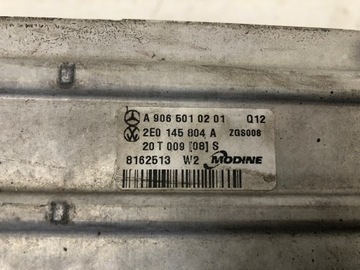 A 906 501 02 01 Q12
2E0 145 804 A ZGS008
20 T 009 [08] S
8162513 W2 MODINE